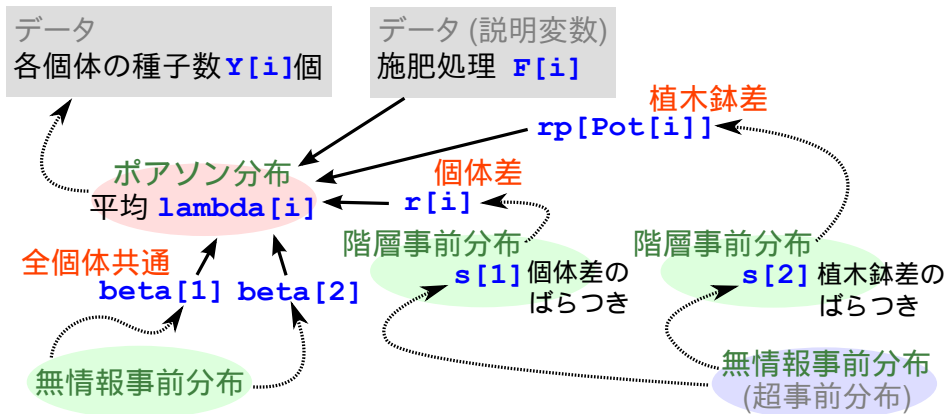 データ
各個体の種子数 Y[i]個
データ (説明変数)
施肥処理 F[i]
植木鉢差
rp[Pot[i]]
ポアソン分布
平均 lambda[i]
個体差
r[i]
全個体共通
beta[1] beta[2]
階層事前分布
s[1] 個体差の
ばらつき
階層事前分布
s[2] 植木鉢差の
ばらつき
無情報事前分布
無情報事前分布
(超事前分布)